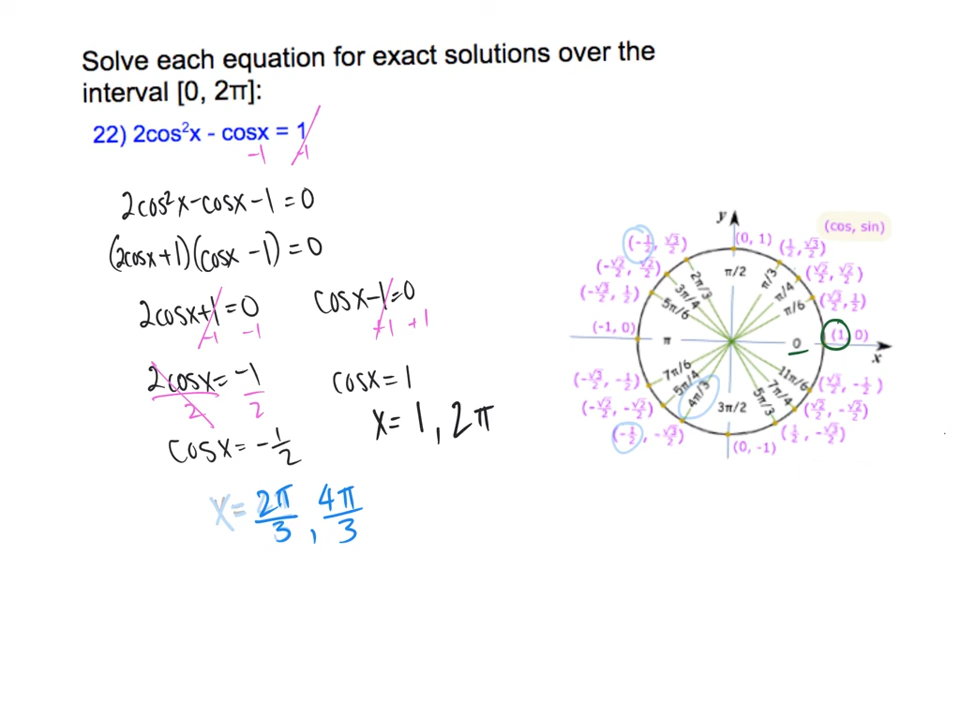 Solve each equation for exact solutions over the
interval [0, 2π]:
22) 2cos²x - cosx = 1
-1 -1
2cos²x-cosx-1=0
(2cosx+1)(cosx-1)=0
2cosx+1=0
-1 -1
2cosx=-1
2 2
cosx=-1/2
x=2π/3, 4π/3
cosx-1=0
+1 +1
cosx=1
x=1, 2π
y
(cos, sin)
(0, 1)
(-1/2, √3/2)
(1/2, √3/2)
(-√2/2, √2/2)
(√2/2, √2/2)
(-√3/2, 1/2)
(√3/2, 1/2)
π/2
2π/3
π/3
3π/4
π/4
5π/6
π/6
(-1, 0)
π
0
(1, 0)
x
7π/6
11π/6
5π/4
7π/4
4π/3
5π/3
3π/2
(-√3/2, -1/2)
(√3/2, -1/2)
(-√2/2, -√2/2)
(√2/2, -√2/2)
(-1/2, -√3/2)
(1/2, -√3/2)
(0, -1)